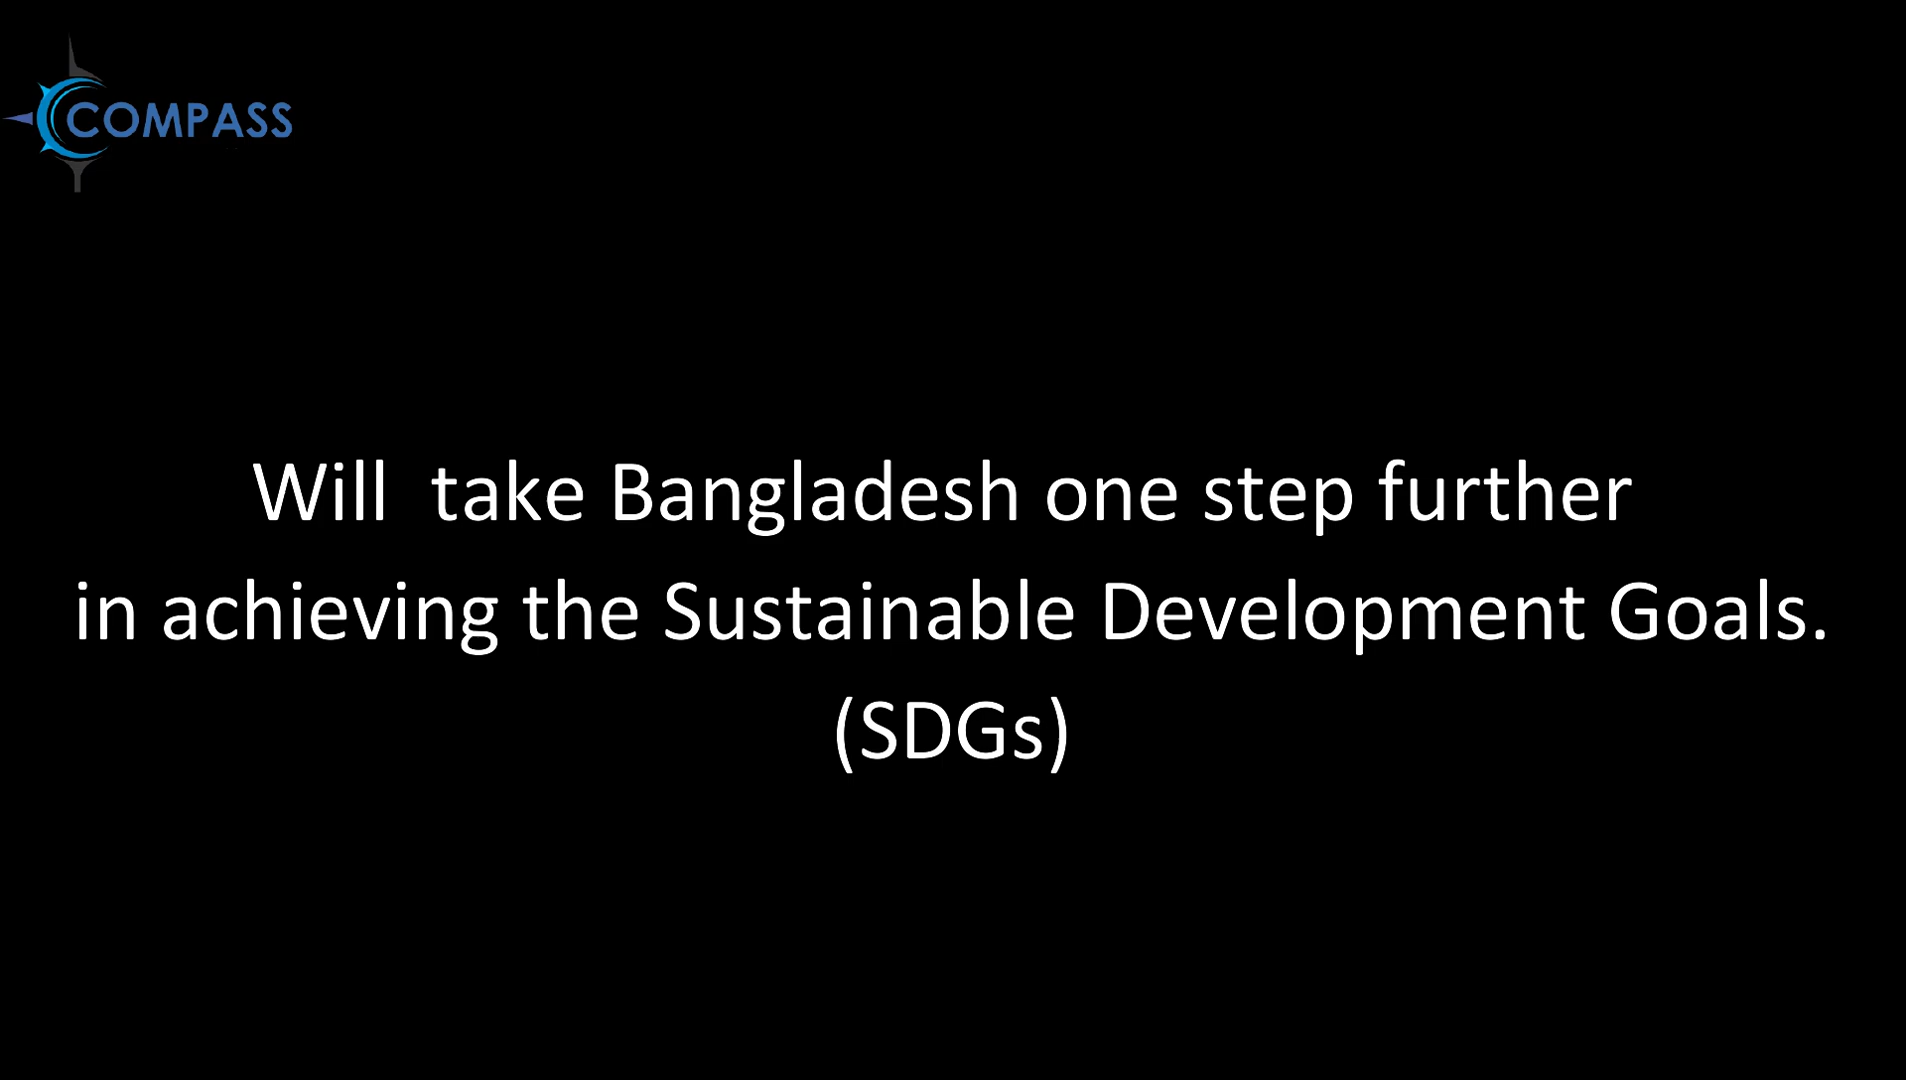 COMPASS
Will  take Bangladesh one step further
in achieving the Sustainable Development Goals.
(SDGs)